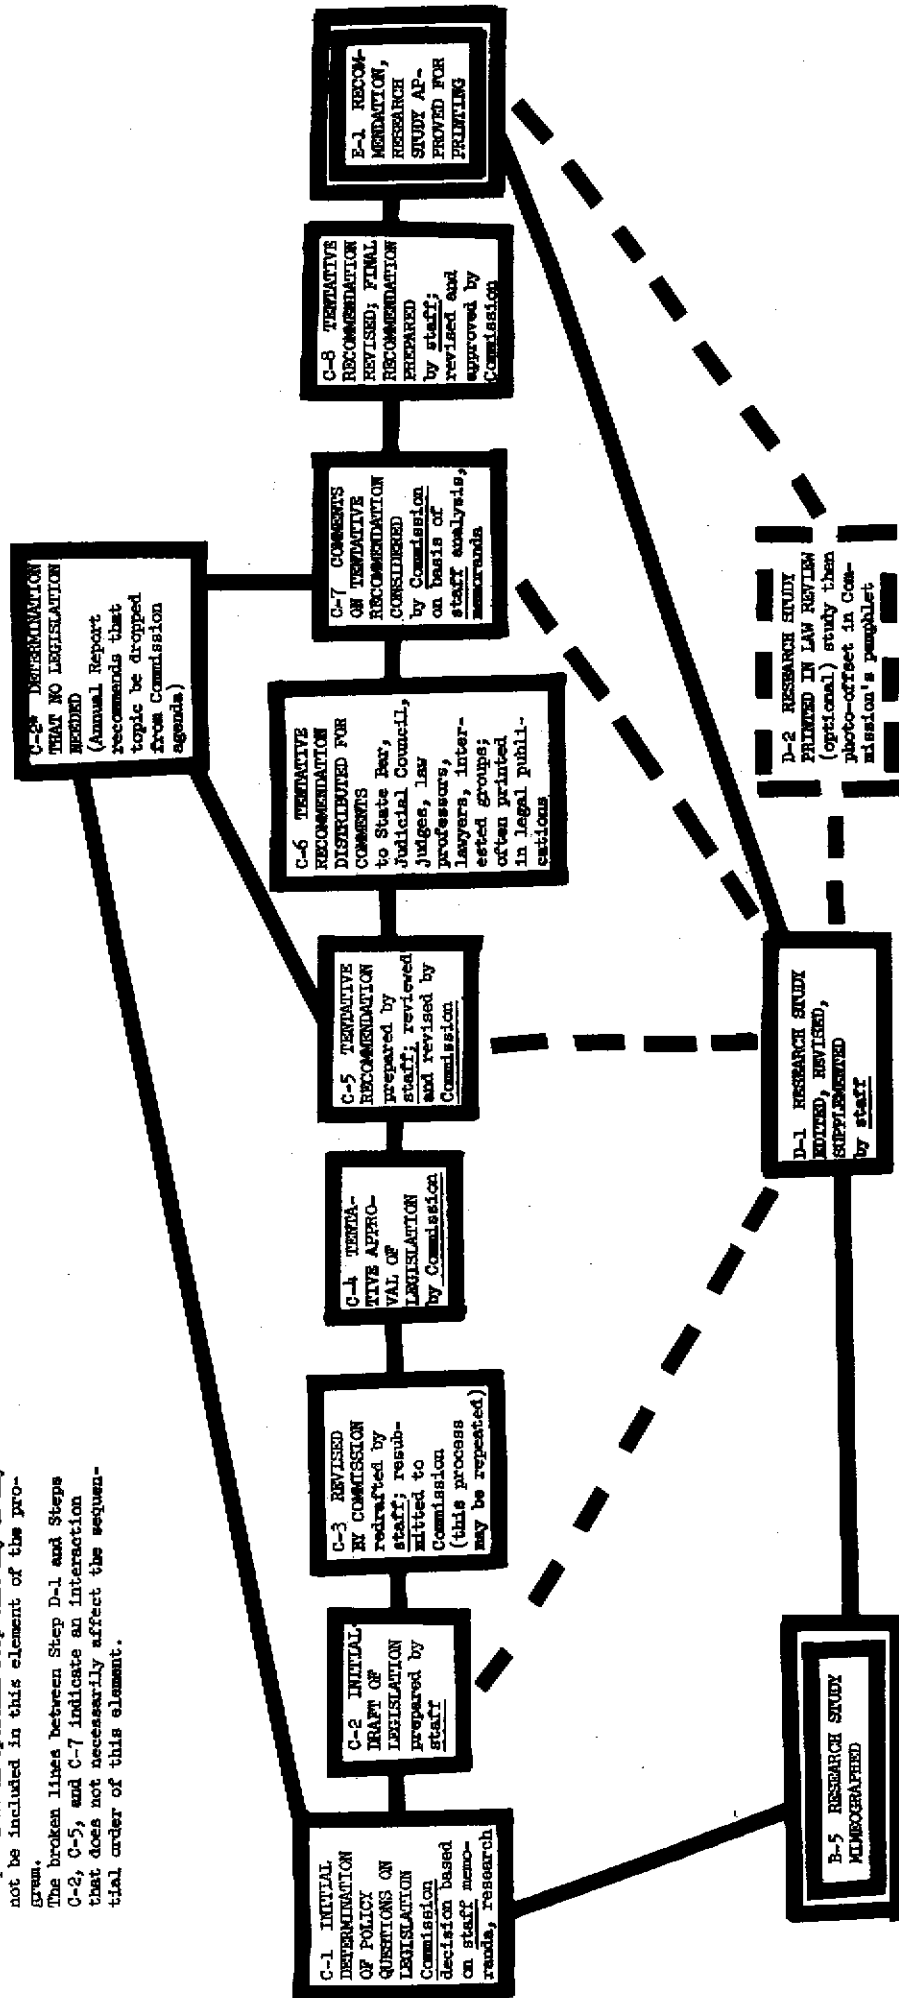 not be included in this element of the pro-
gram.
The broken lines between Step D-1 and Steps
C-2, C-5, and C-7 indicate an interaction
that does not necessarily affect the sequen-
tial order of this element.
C-2* DETERMINATION
THAT NO LEGISLATION
NEEDED
(Annual Report
recommends that
topic be dropped
from Commission
agenda)
C-1 INITIAL
DETERMINATION
OF POLICY
QUESTIONS ON
LEGISLATION
Commission
decision based
on staff memo-
randa, research
C-2 INITIAL
DRAFT OF
LEGISLATION
prepared by
staff
C-3 REVISED
BY COMMISSION
redrafted by
staff; resub-
mitted to
Commission
(this process
may be repeated)
C-4 TENTA-
TIVE APPRO-
VAL OF
LEGISLATION
by Commission
C-5 TENTATIVE
RECOMMENDATION
prepared by
staff; reviewed
and revised by
Commission
C-6 TENTATIVE
RECOMMENDATION
DISTRIBUTED FOR
COMMENTS
to State Bar,
Judicial Council,
judges, law
professors,
lawyers, inter-
ested groups;
often printed
in legal publi-
cations
C-7 COMMENTS
ON TENTATIVE
RECOMMENDATION
CONSIDERED
by Commission
on basis of
staff analysis,
memoranda
C-8 TENTATIVE
RECOMMENDATION
REVISED; FINAL
RECOMMENDATION
PREPARED
by staff;
revised and
approved by
Commission
E-1 RECOM-
MENDATION,
RESEARCH
STUDY AP-
PROVED FOR
PRINTING
B-5 RESEARCH STUDY
MIMEOGRAPHED
D-1 RESEARCH STUDY
EDITED, REVISED,
SUPPLEMENTED
by staff
D-2 RESEARCH STUDY
PRINTED IN LAW REVIEW
(optional) study then
photo-offset in Com-
mission's pamphlet